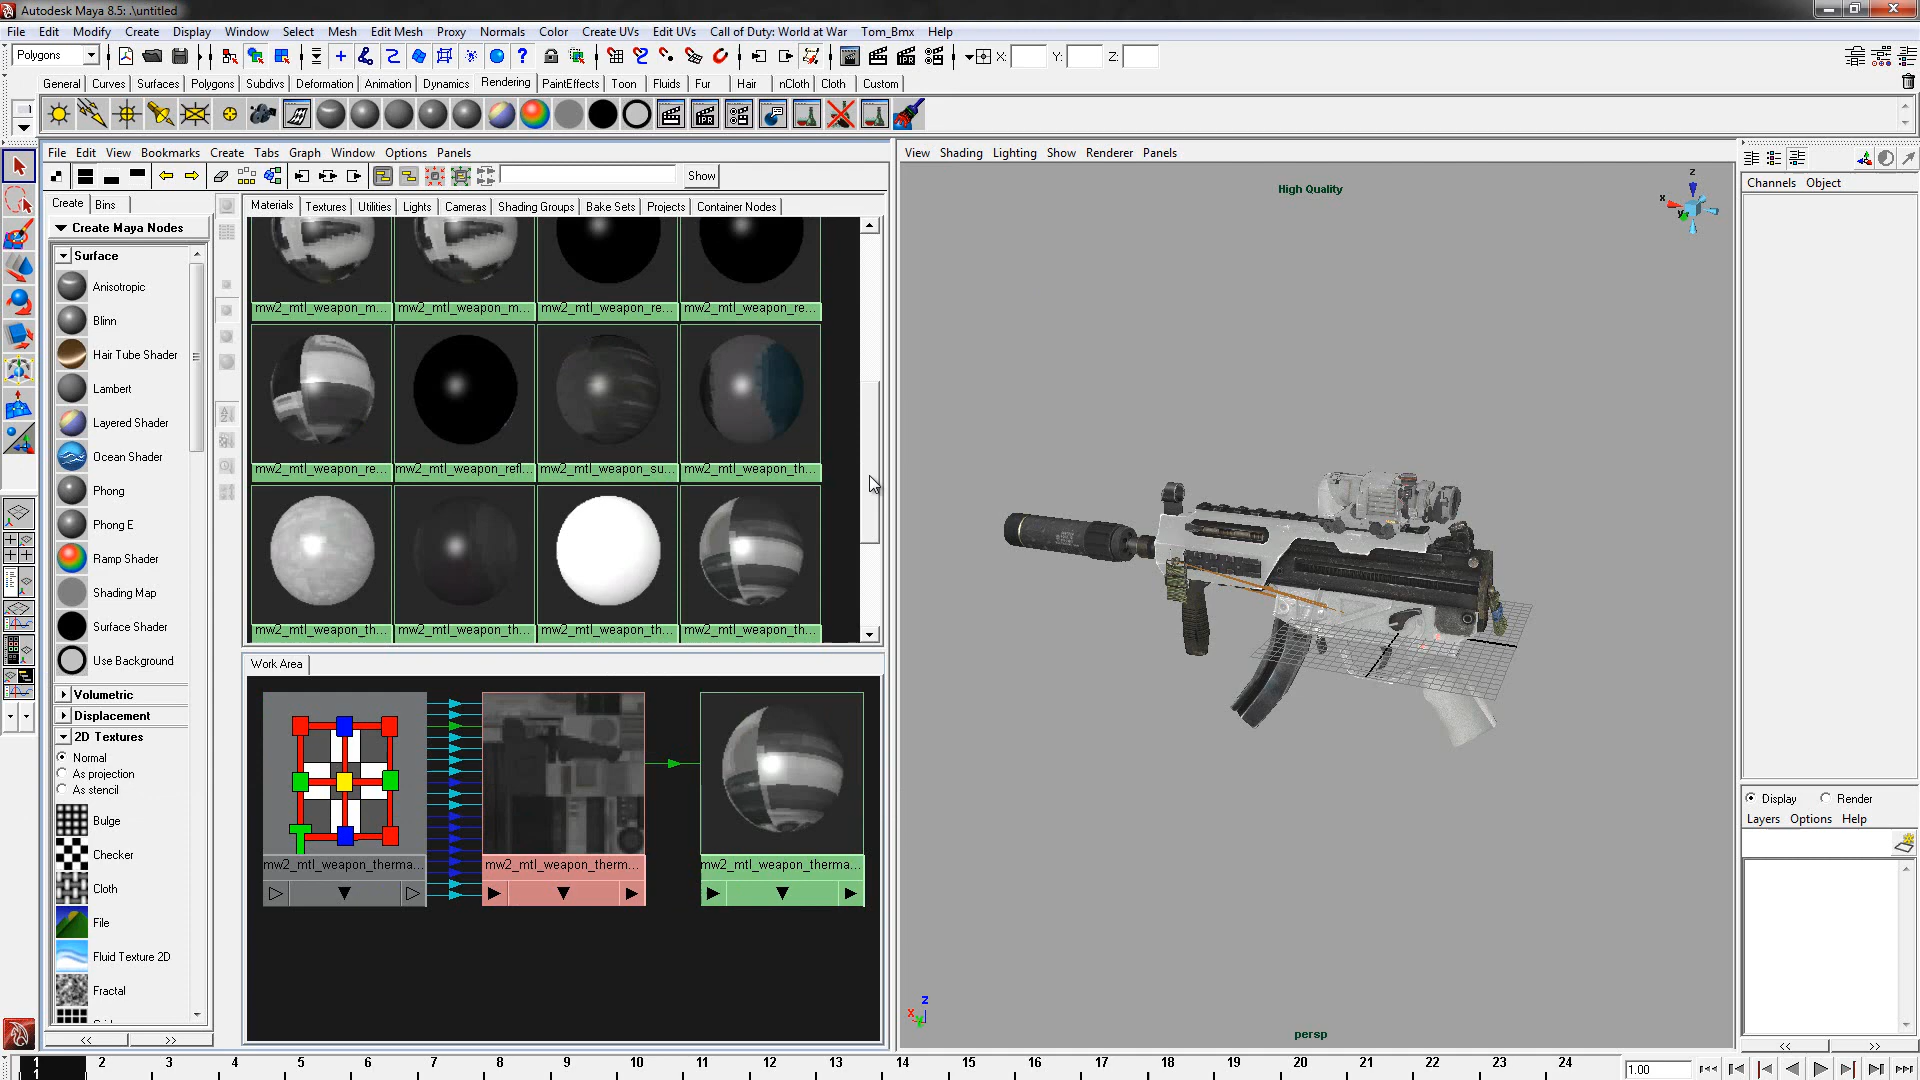 Autodesk Maya 8.5: .\untitled
File Edit Modify Create Display Window Select Mesh Edit Mesh Proxy Normals Color Create UVs Edit UVs Call of Duty: World at War Tom_Bmx Help
Polygons X: Y: Z:
General Curves Surfaces Polygons Subdivs Deformation Animation Dynamics Rendering PaintEffects Toon Fluids Fur Hair nCloth Cloth Custom
IPR
File Edit View Bookmarks Create Tabs Graph Window Options Panels
Show
Create Bins
Create Maya Nodes
Surface
Anisotropic
Blinn
Hair Tube Shader
Lambert
Layered Shader
Ocean Shader
Phong
Phong E
Ramp Shader
Shading Map
Surface Shader
Use Background
Volumetric
Displacement
2D Textures
Normal
As projection
As stencil
Bulge
Checker
Cloth
File
Fluid Texture 2D
Fractal
<< >>
Materials Textures Utilities Lights Cameras Shading Groups Bake Sets Projects Container Nodes
mw2_mtl_weapon_m... mw2_mtl_weapon_m... mw2_mtl_weapon_re... mw2_mtl_weapon_re...
mw2_mtl_weapon_re... mw2_mtl_weapon_refl... mw2_mtl_weapon_su... mw2_mtl_weapon_th...
mw2_mtl_weapon_th... mw2_mtl_weapon_th... mw2_mtl_weapon_th... mw2_mtl_weapon_th...
Work Area
mw2_mtl_weapon_therma... mw2_mtl_weapon_therm... mw2_mtl_weapon_therma...
View Shading Lighting Show Renderer Panels
High Quality
z x y
z x y
persp
Channels Object
Display Render
Layers Options Help
<< >>
1 2 3 4 5 6 7 8 9 10 11 12 13 14 15 16 17 18 19 20 21 22 23 24
1
1.00